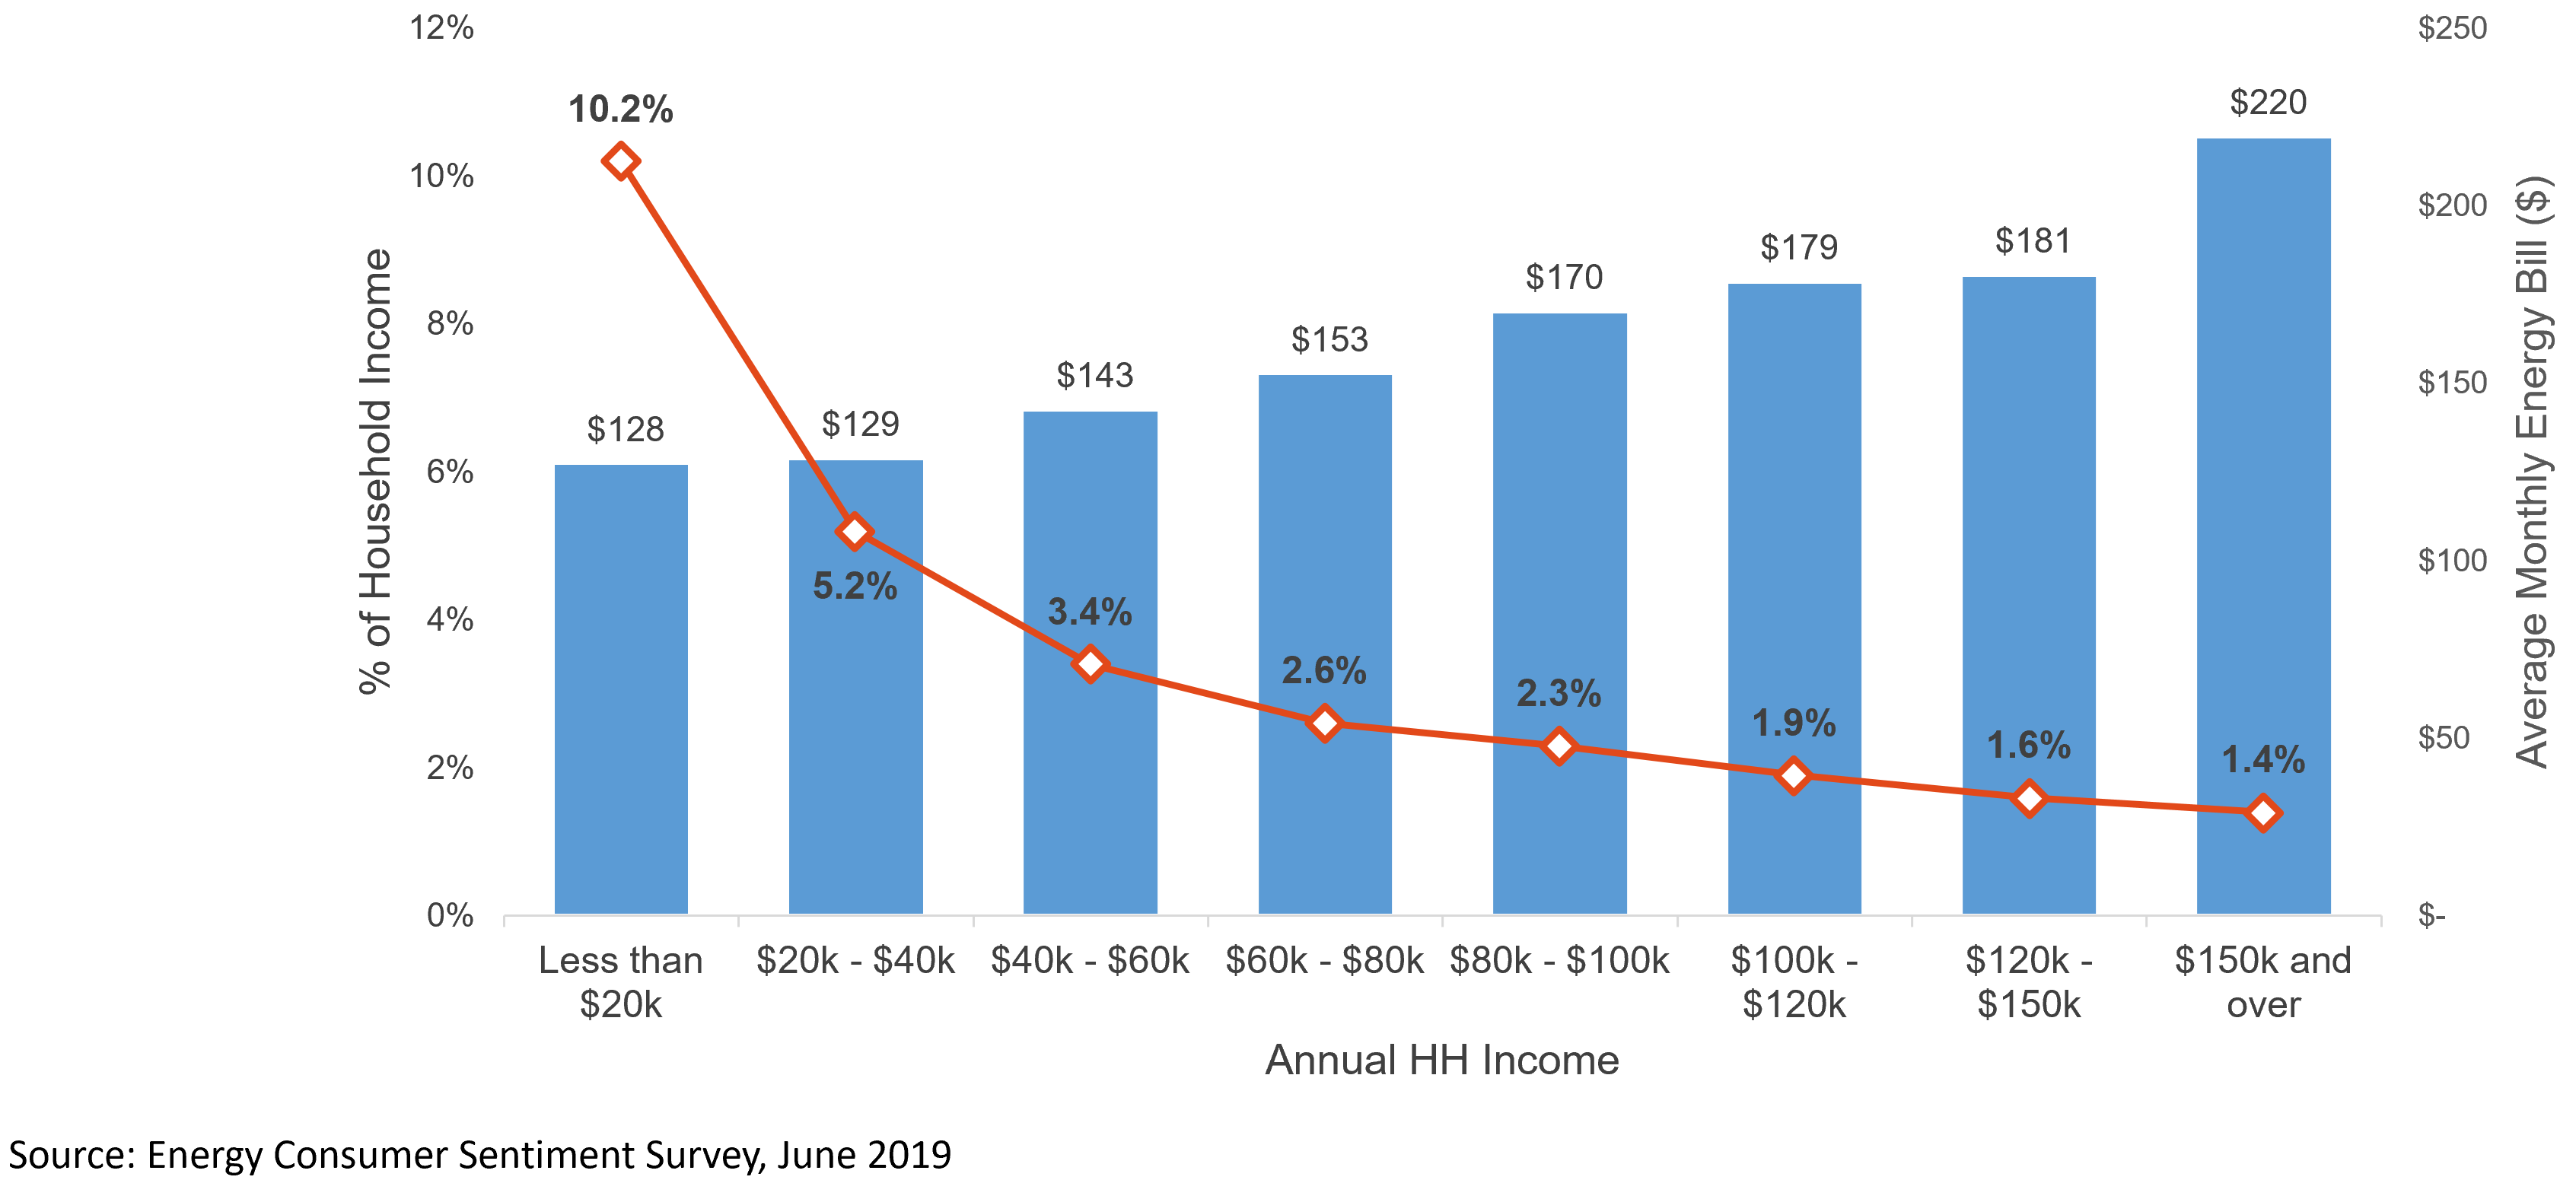 12%
10%
8%
6%
4%
2%
0%
% of Household Income
$250
$200
$150
$100
$50
$-
Average Monthly Energy Bill ($)
10.2%
5.2%
3.4%
2.6%
2.3%
1.9%
1.6%
1.4%
$128
$129
$143
$153
$170
$179
$181
$220
Less than
$20k
$20k - $40k
$40k - $60k
$60k - $80k
$80k - $100k
$100k -
$120k
$120k -
$150k
$150k and
over
Annual HH Income
Source: Energy Consumer Sentiment Survey, June 2019